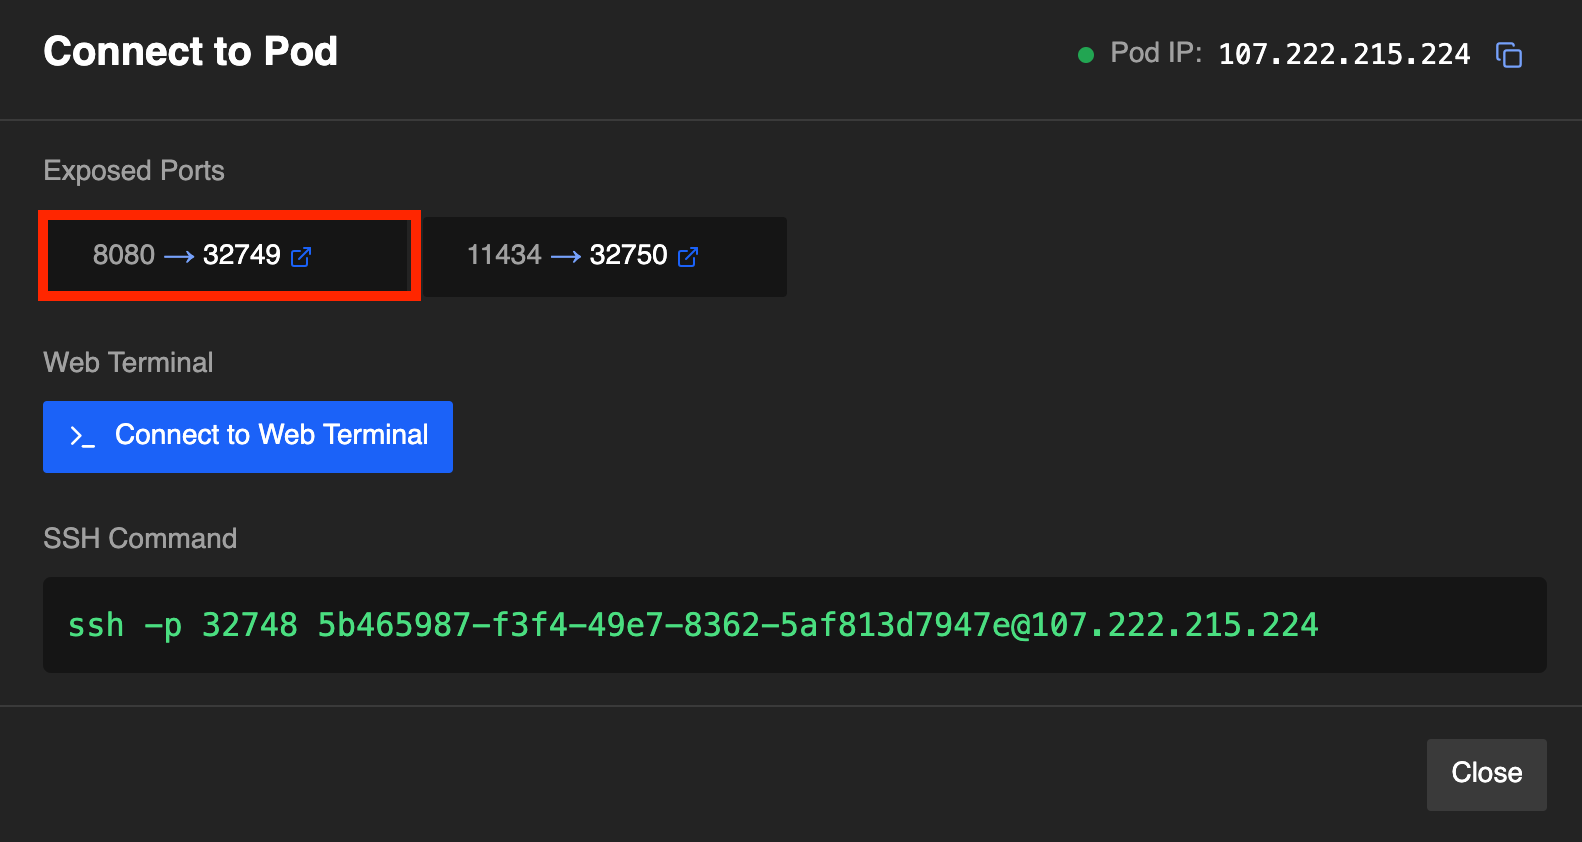 Connect to Pod
Pod IP: 107.222.215.224
Exposed Ports
8080 → 32749
11434 → 32750
Web Terminal
>_ Connect to Web Terminal
SSH Command
ssh -p 32748 5b465987-f3f4-49e7-8362-5af813d7947e@107.222.215.224
Close